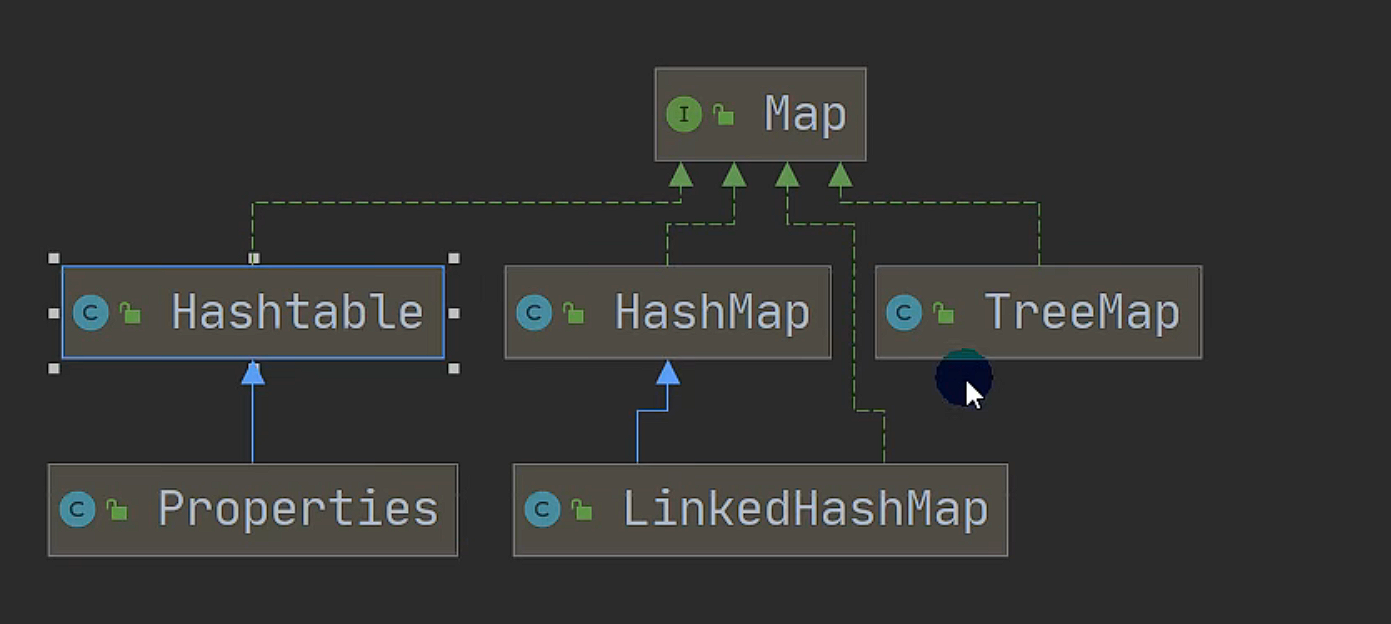 I Map
C Hashtable
C HashMap
C TreeMap
C Properties
C LinkedHashMap